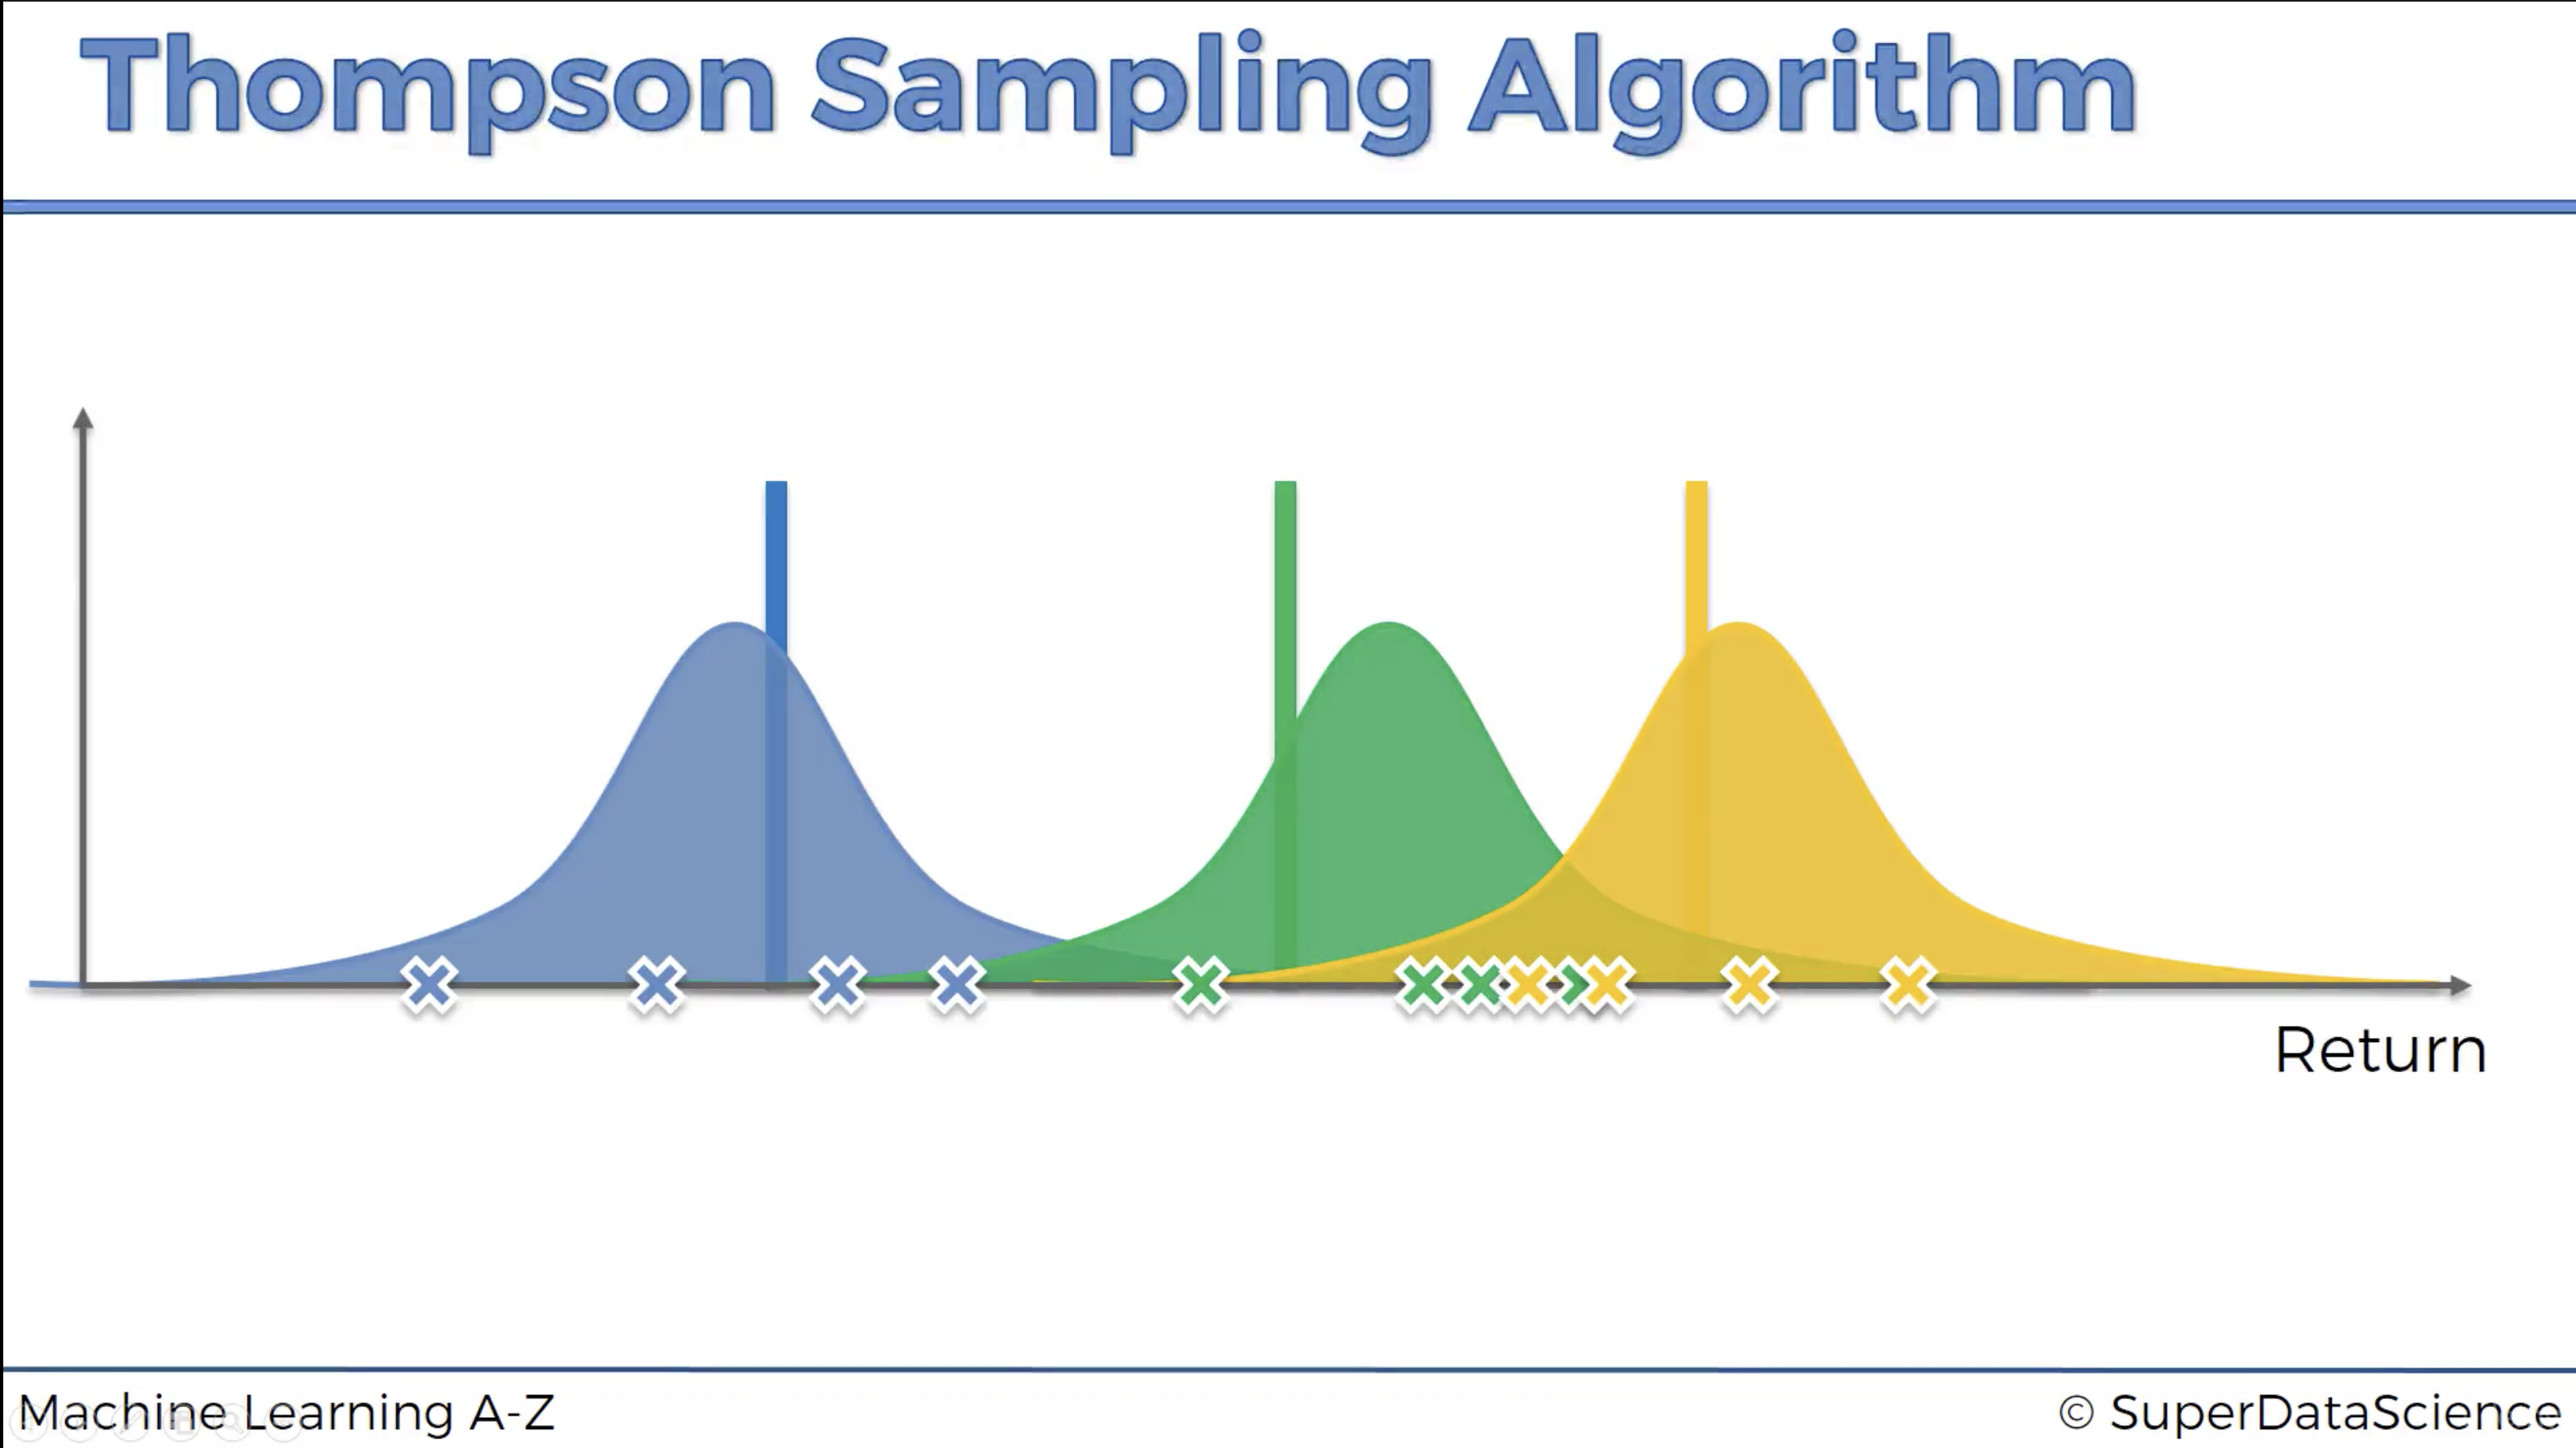 Thompson Sampling Algorithm
Return
Machine Learning A-Z
© SuperDataScience